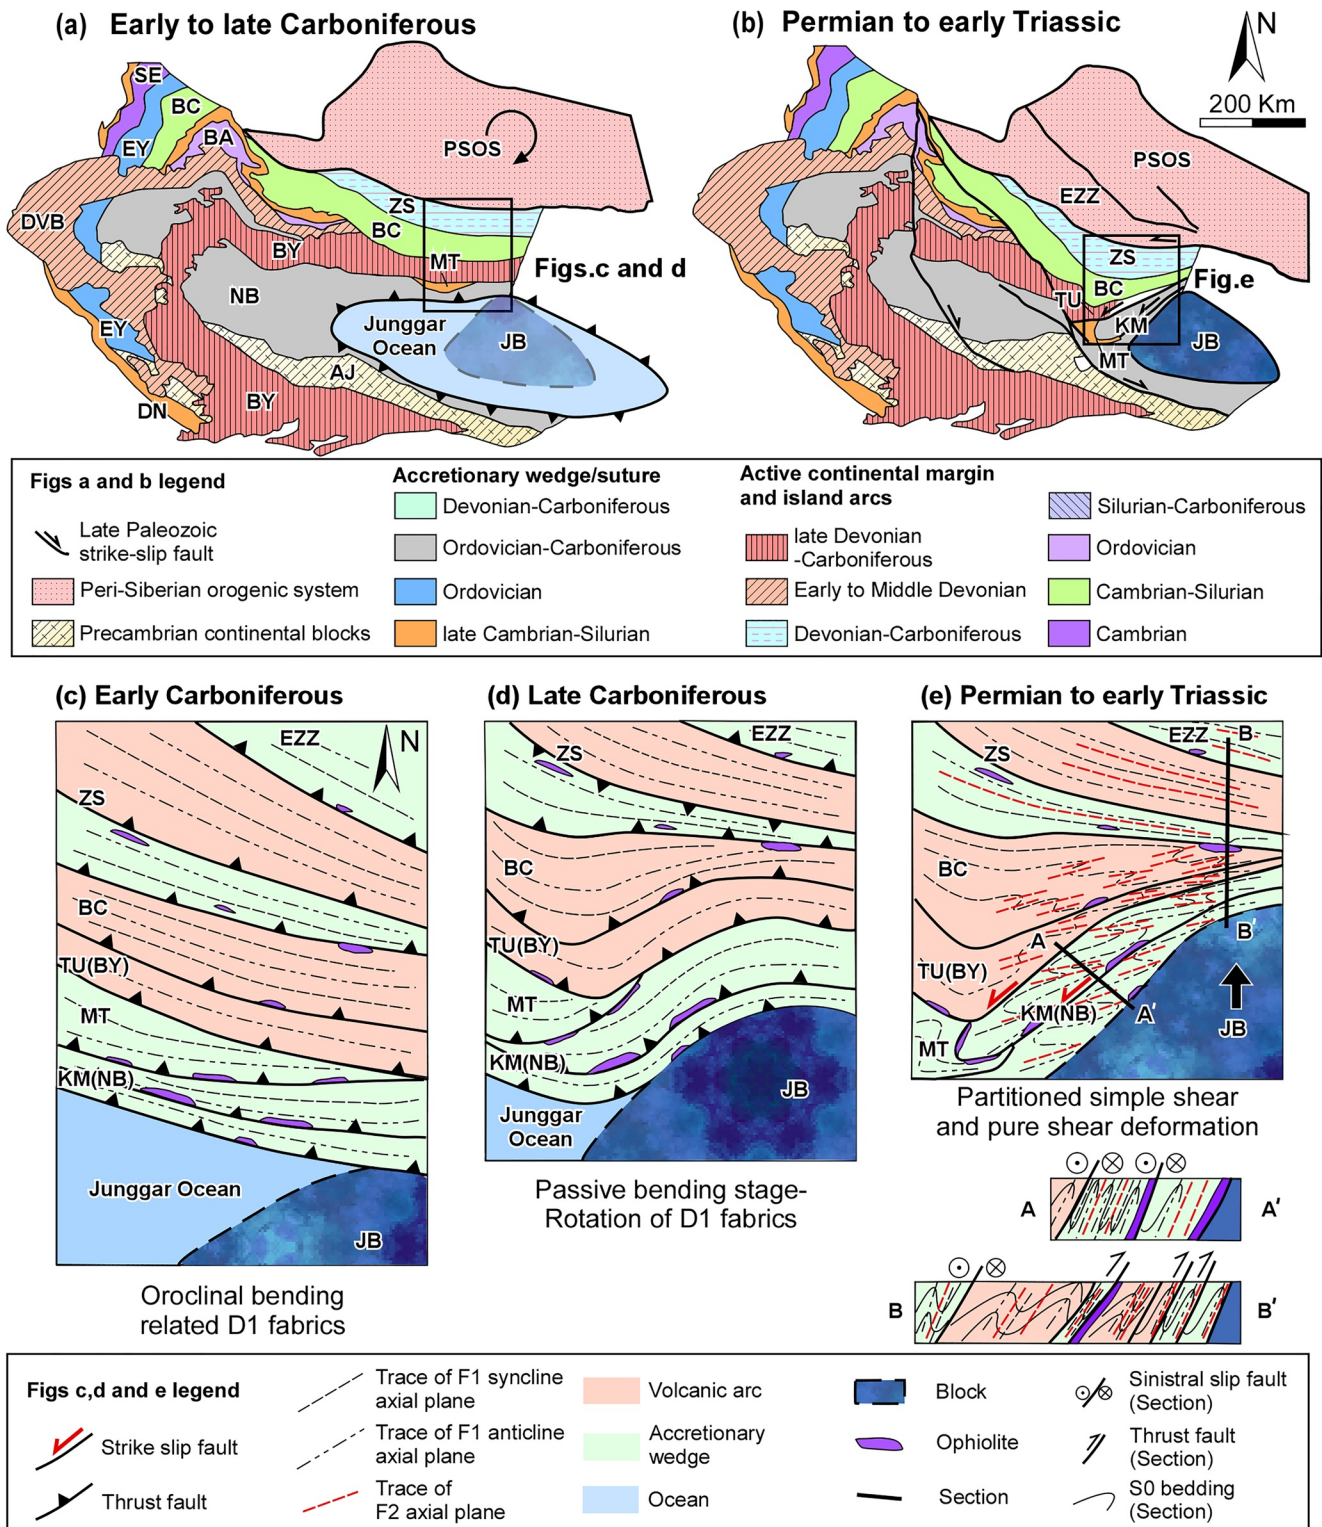 (a) Early to late Carboniferous
SE
BC
BA
EY
PSOS
DVB
ZS
BC
BY
MT
NB
Figs.c and d
EY
Junggar
Ocean
JB
AJ
BY
DN
(b) Permian to early Triassic
N
200 Km
PSOS
EZZ
ZS
BC
Fig.e
TU
KM
MT
JB
Figs a and b legend
Late Paleozoic
strike-slip fault
Peri-Siberian orogenic system
Precambrian continental blocks
Accretionary wedge/suture
Devonian-Carboniferous
Ordovician-Carboniferous
Ordovician
late Cambrian-Silurian
Active continental margin
and island arcs
late Devonian
-Carboniferous
Early to Middle Devonian
Devonian-Carboniferous
Silurian-Carboniferous
Ordovician
Cambrian-Silurian
Cambrian
(c) Early Carboniferous
EZZ
N
ZS
BC
TU(BY)
MT
KM(NB)
Junggar Ocean
JB
Oroclinal bending
related D1 fabrics
(d) Late Carboniferous
EZZ
ZS
BC
TU(BY)
MT
KM(NB)
Junggar
Ocean
JB
Passive bending stage-
Rotation of D1 fabrics
(e) Permian to early Triassic
EZZ
B
ZS
BC
A
B'
TU(BY)
KM(NB)
A'
JB
MT
Partitioned simple shear
and pure shear deformation
A
A'
B
B'
Figs c,d and e legend
Strike slip fault
Thrust fault
Trace of F1 syncline
axial plane
Trace of F1 anticline
axial plane
Trace of
F2 axial plane
Volcanic arc
Accretionary
wedge
Ocean
Block
Ophiolite
Section
Sinistral slip fault
(Section)
Thrust fault
(Section)
S0 bedding
(Section)